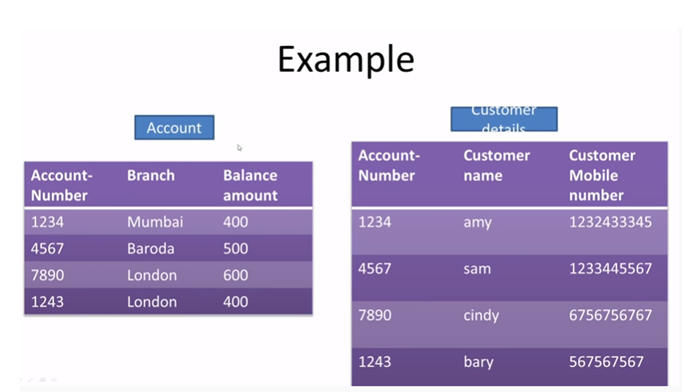 Example
Account
Account-
Number
Branch
Balance
amount
1234 Mumbai 400
4567 Baroda 500
7890 London 600
1243 London 400
Customer
details
Account-
Number
Customer
name
Customer
Mobile
number
1234 amy 1232433345
4567 sam 1233445567
7890 cindy 6756756767
1243 bary 567567567